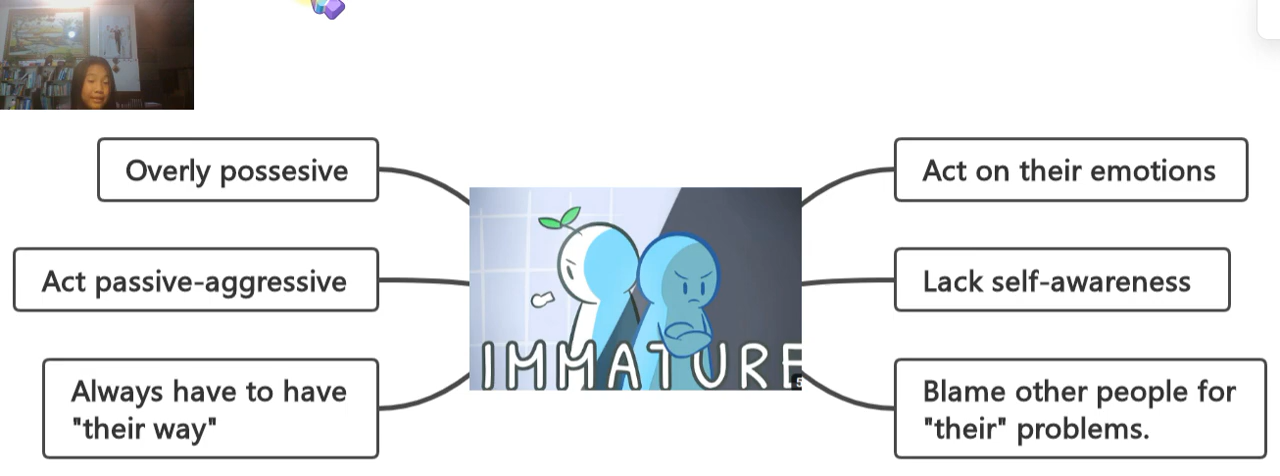 Overly possesive
Act passive-aggressive
Always have to have
"their way"
IMMATURE
Act on their emotions
Lack self-awareness
Blame other people for
"their" problems.